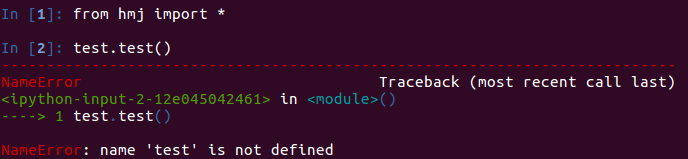 In [1]: from hmj import *
In [2]: test.test()
---------------------------------------------------------------------------
NameError                                 Traceback (most recent call last)
<ipython-input-2-12e045042461> in <module>()
----> 1 test.test()
NameError: name 'test' is not defined